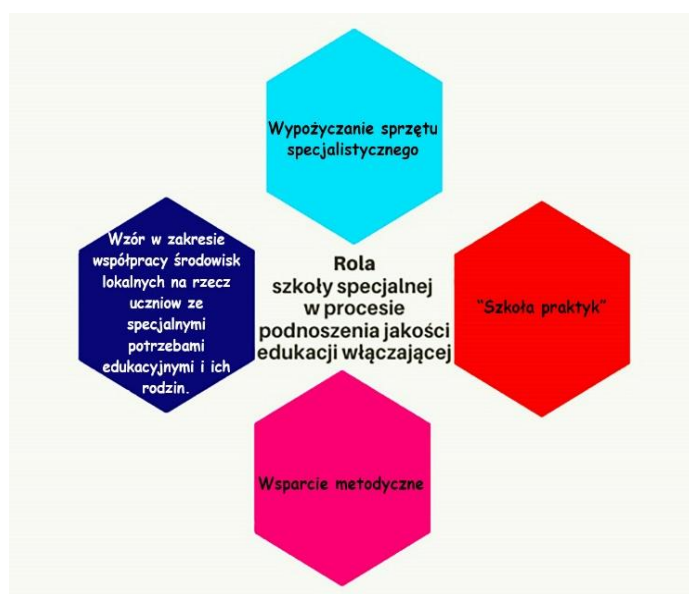 Wypożyczanie sprzętu
specjalistycznego
Wzór w zakresie
współpracy środowisk
lokalnych na rzecz
uczniow ze
specjalnymi
potrzebami
edukacyjnymi i ich
rodzin.
Rola
szkoły specjalnej
w procesie
podnoszenia jakości
edukacji włączającej
"Szkoła praktyk"
Wsparcie metodyczne